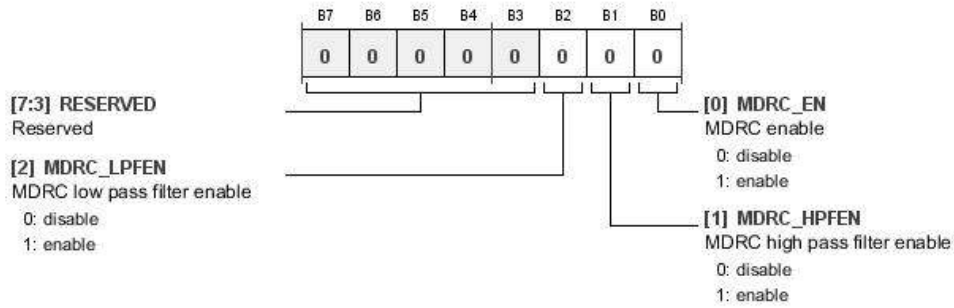 B7 B6 B5 B4 B3 B2 B1 B0
0 0 0 0 0 0 0 0
[7:3] RESERVED
Reserved
[2] MDRC_LPFEN
MDRC low pass filter enable
0: disable
1: enable
[0] MDRC_EN
MDRC enable
0: disable
1: enable
[1] MDRC_HPFEN
MDRC high pass filter enable
0: disable
1: enable